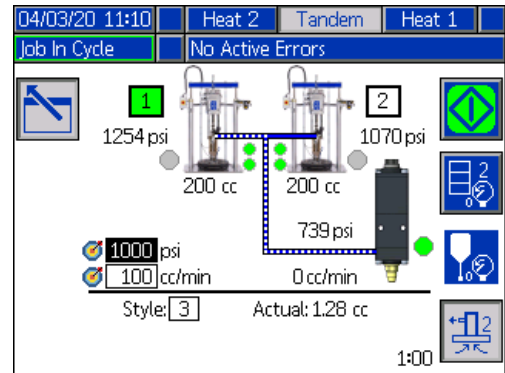 04/03/20 11:10 Heat 2 Tandem Heat 1
Job In Cycle No Active Errors
1 2
1254 psi 1070 psi
200 cc 200 cc
2
0
739 psi
1000 psi
0
100 cc/min 0 cc/min
Style: 3 Actual: 1.28 cc
2
1:00